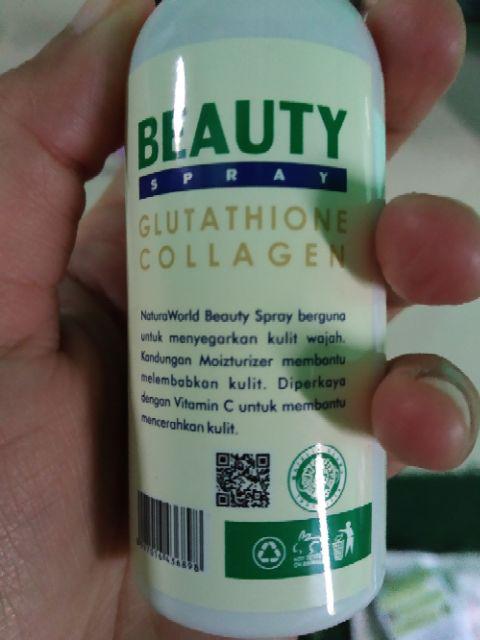 BEAUTY
SPRAY
GLUTATHIONE
COLLAGEN
NaturaWorld Beauty Spray berguna
untuk menyegarkan kulit wajah.
Kandungan Moizturizer membantu
melembabkan kulit. Diperkaya
dengan Vitamin C untuk membantu
mencerahkan kulit.